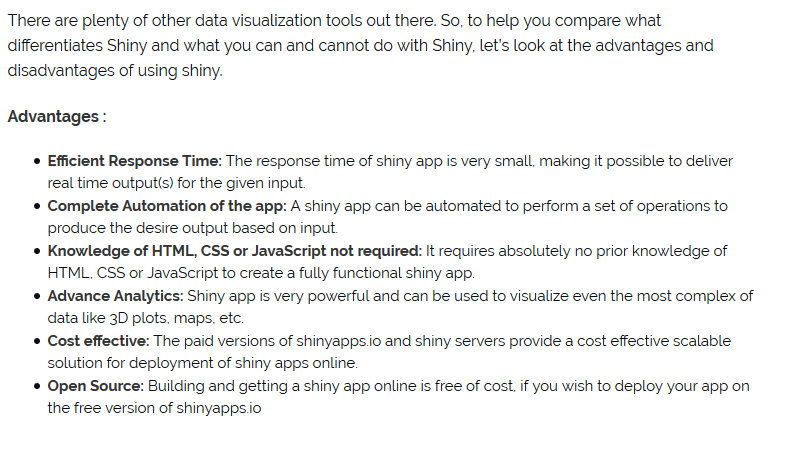 There are plenty of other data visualization tools out there. So, to help you compare what
differentiates Shiny and what you can and cannot do with Shiny, let's look at the advantages and
disadvantages of using shiny.
Advantages :
• Efficient Response Time: The response time of shiny app is very small, making it possible to deliver
real time output(s) for the given input.
• Complete Automation of the app: A shiny app can be automated to perform a set of operations to
produce the desire output based on input.
• Knowledge of HTML, CSS or JavaScript not required: It requires absolutely no prior knowledge of
HTML, CSS or JavaScript to create a fully functional shiny app.
• Advance Analytics: Shiny app is very powerful and can be used to visualize even the most complex of
data like 3D plots, maps, etc.
• Cost effective: The paid versions of shinyapps.io and shiny servers provide a cost effective scalable
solution for deployment of shiny apps online.
• Open Source: Building and getting a shiny app online is free of cost, if you wish to deploy your app on
the free version of shinyapps.io